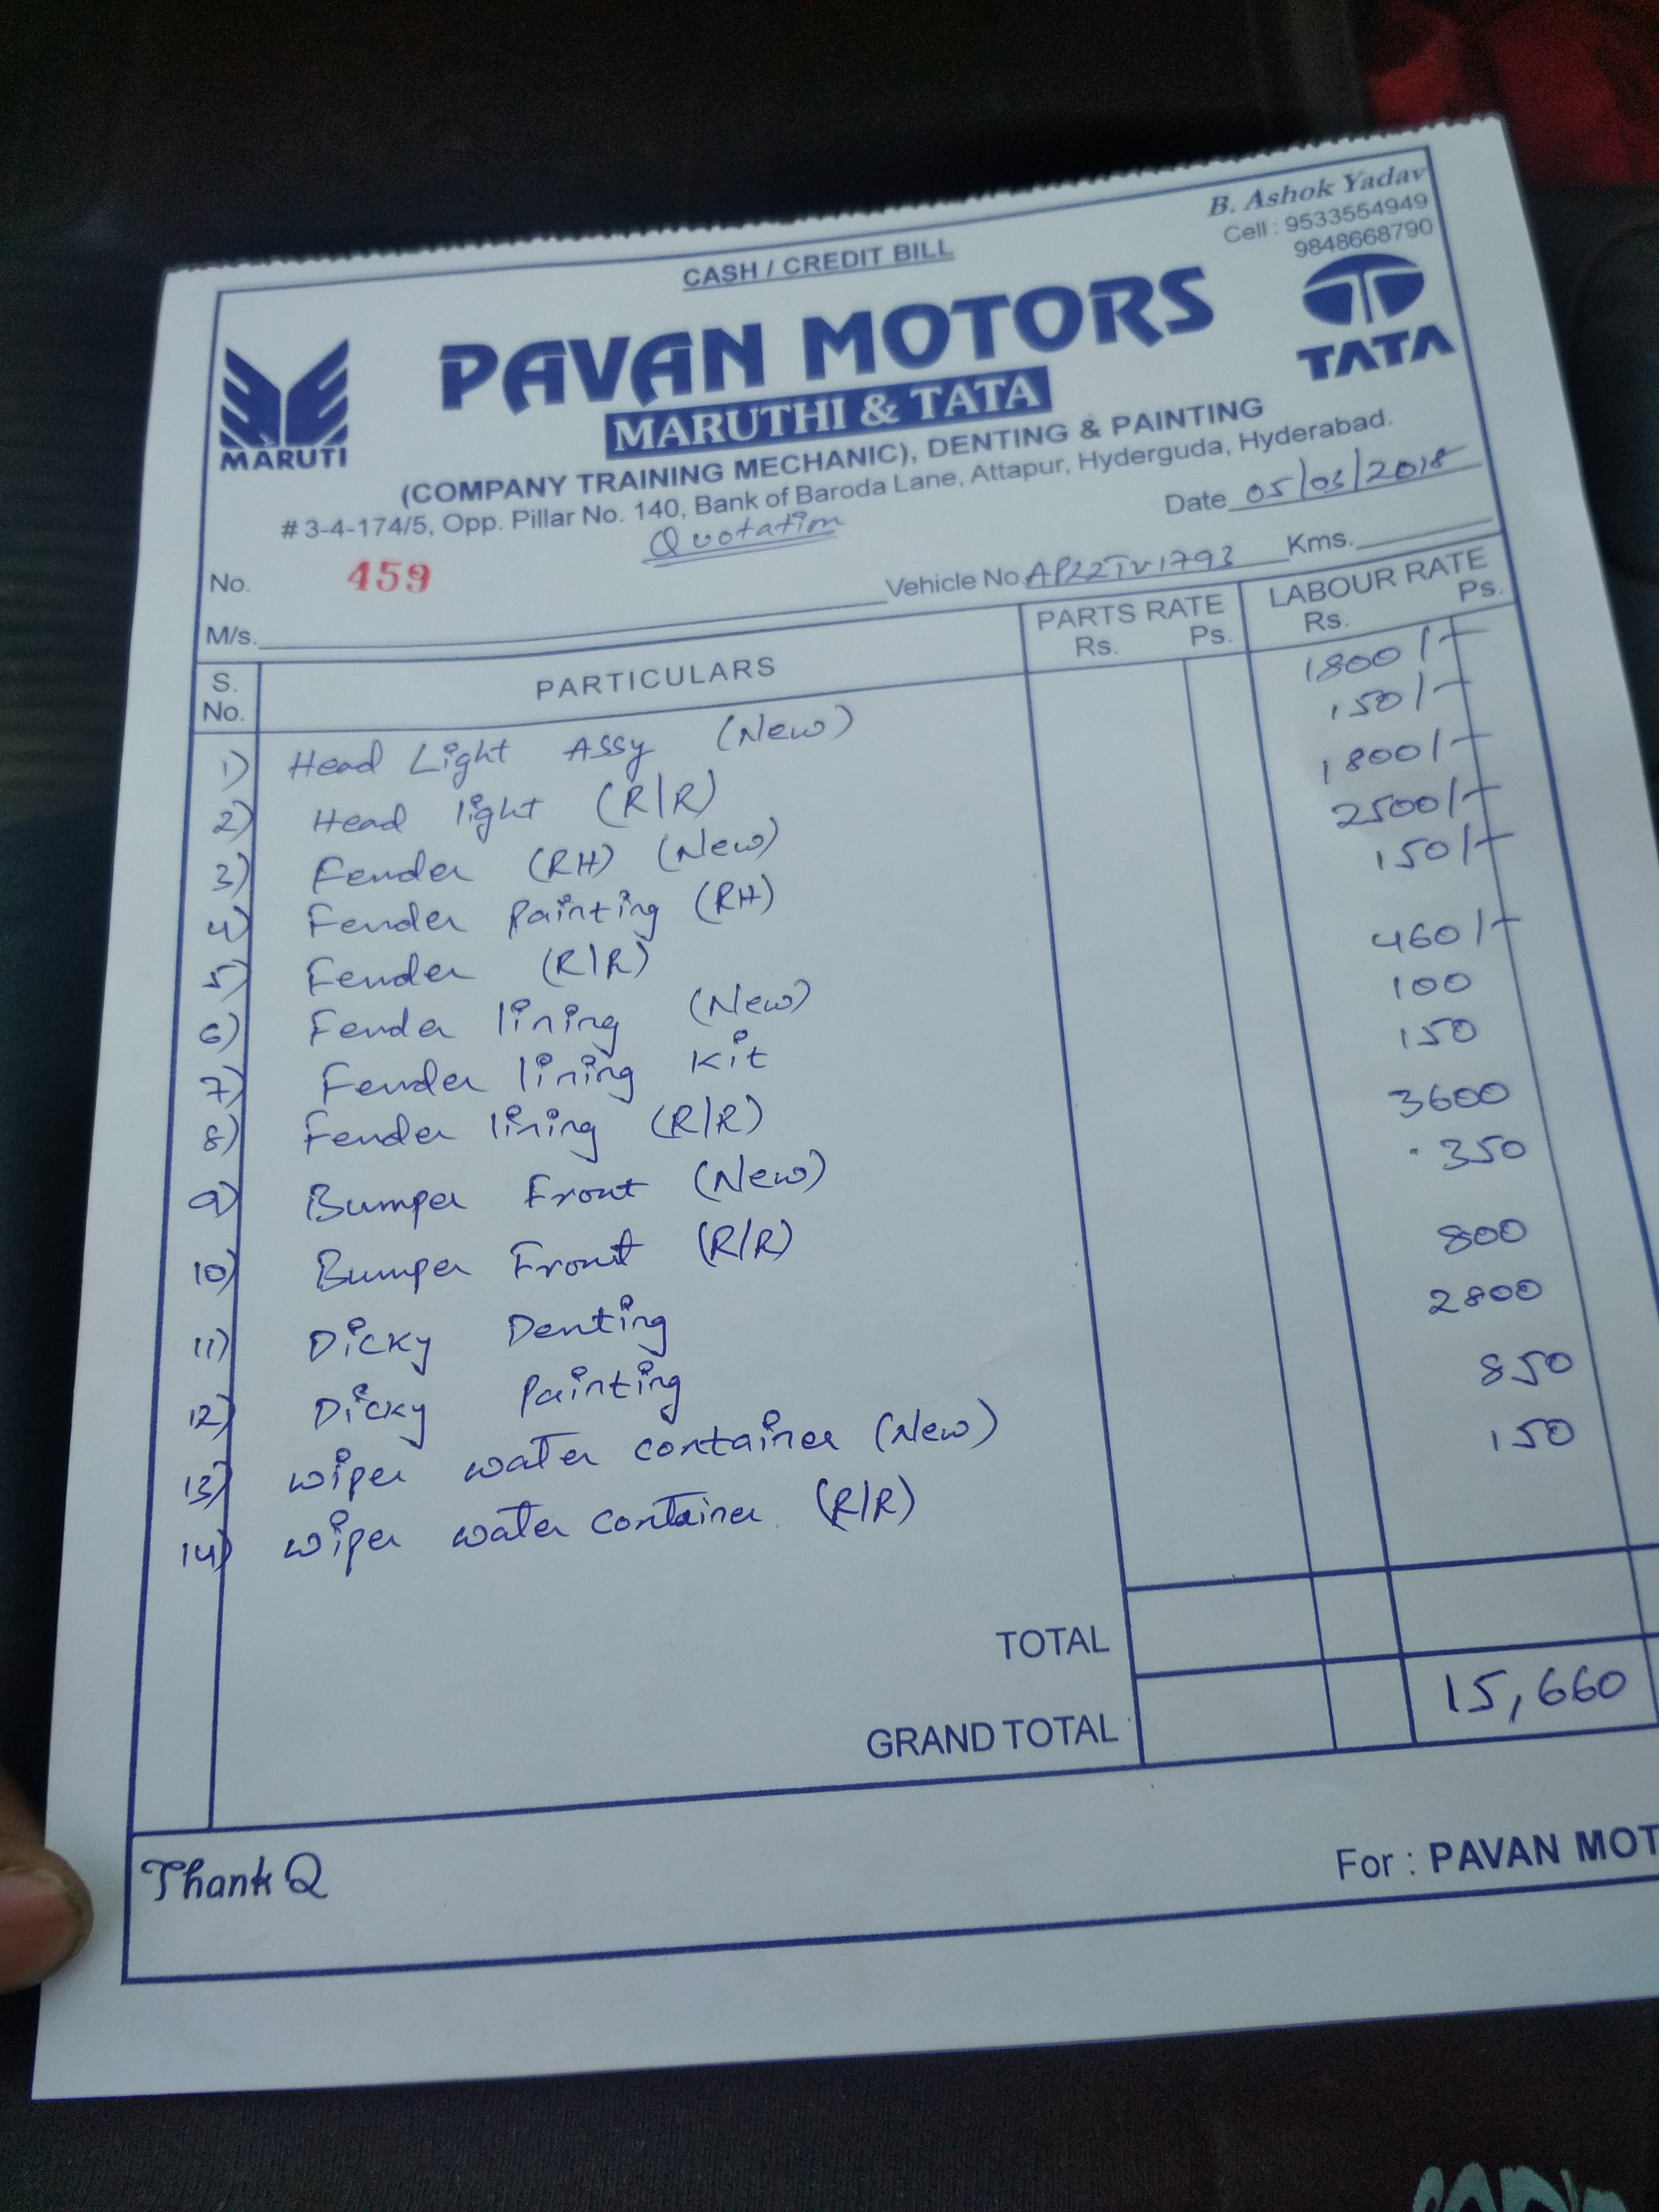 B. Ashok Yadav
CASH / CREDIT BILL
Cell : 9533554949
9848668790
MARUTI
PAVAN MOTORS
TATA
MARUTHI & TATA
(COMPANY TRAINING MECHANIC), DENTING & PAINTING
# 3-4-174/5, Opp. Pillar No. 140, Bank of Baroda Lane, Attapur, Hyderguda, Hyderabad.
Quotation
Date 05/03/2018
No. 459
Vehicle No. AP22TV1793 Kms.
M/s.
S. No. PARTICULARS PARTS RATE Rs. Ps. LABOUR RATE Rs. Ps.
1) Head Light Assy (New) 1800/-
2) Head light (R/R) 150/-
3) Fender (RH) (New) 1800/-
4) Fender Painting (RH) 2500/-
5) Fender (R/R) 150/-
6) Fender lining (New) 460/-
7) Fender lining Kit 100
8) Fender lining (R/R) 150
9) Bumper Front (New) 3600
10) Bumper Front (R/R) 350
11) Dicky Denting 800
12) Dicky Painting 2800
13) wiper water container (New) 850
14) wiper water container (R/R) 150
TOTAL
GRAND TOTAL 15,660
Thank Q
For : PAVAN MOT